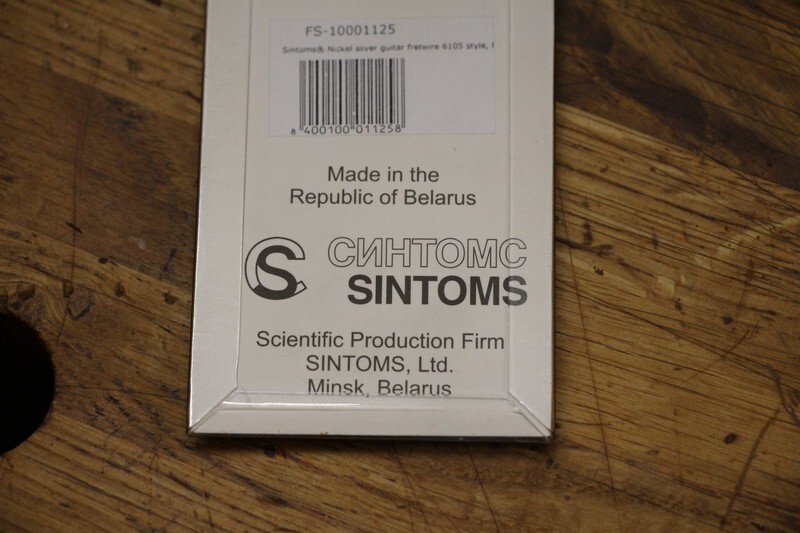 FS-10001125
Sintoms® Nickel silver guitar fretwire 6105 style,
8 400100 011258
Made in the
Republic of Belarus
СИНТОМС
SINTOMS
Scientific Production Firm
SINTOMS, Ltd.
Minsk, Belarus